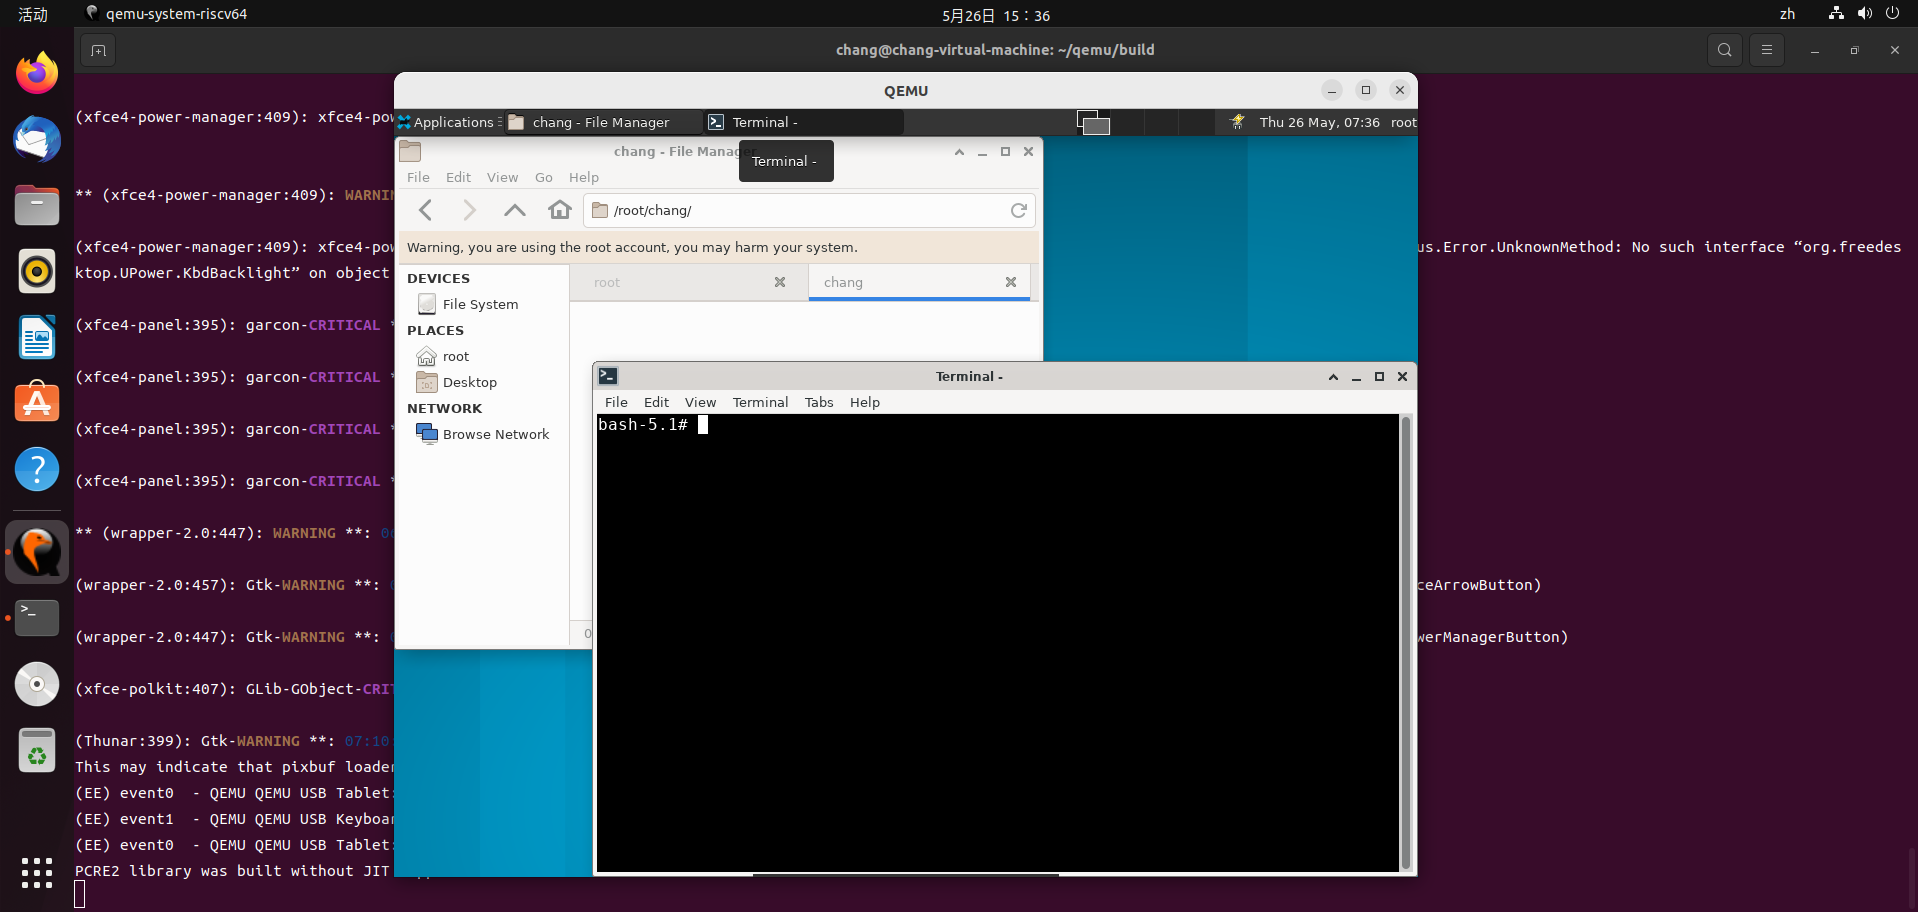 活动
qemu-system-riscv64
5月26日 15：36
zh
chang@chang-virtual-machine: ~/qemu/build
(xfce4-power-manager:409): xfce4-
** (xfce4-power-manager:409):
(xfce4-power-manager:409): xfce4-
No such interface “org.freedes
ktop.UPower.KbdBacklight” on object
(xfce4-panel:395): garcon-CRITICAL
(xfce4-panel:395): garcon-CRITICAL
(xfce4-panel:395): garcon-CRITICAL
(xfce4-panel:395): garcon-CRITICAL
** (wrapper-2.0:447): WARNING **:
(wrapper-2.0:457): Gtk-WARNING **:
ceArrowButton)
(wrapper-2.0:447): Gtk-WARNING **:
werManagerButton)
(xfce-polkit:407): GLib-GObject-
(Thunar:399): Gtk-WARNING **: 07:10:
This may indicate that pixbuf
(EE) event0  - QEMU QEMU USB Tablet:
(EE) event1  - QEMU QEMU USB
(EE) event0  - QEMU QEMU USB Tablet:
PCRE2 library was built without JIT
QEMU
Applications
chang - File Manager
Terminal -
Thu 26 May, 07:36
root
chang - File Manager
Terminal -
File Edit View Go Help
/root/chang/
Warning, you are using the root account, you may harm your system.
DEVICES
File System
PLACES
root
Desktop
NETWORK
Browse Network
root
chang
0
Terminal -
File Edit View Terminal Tabs Help
bash-5.1#